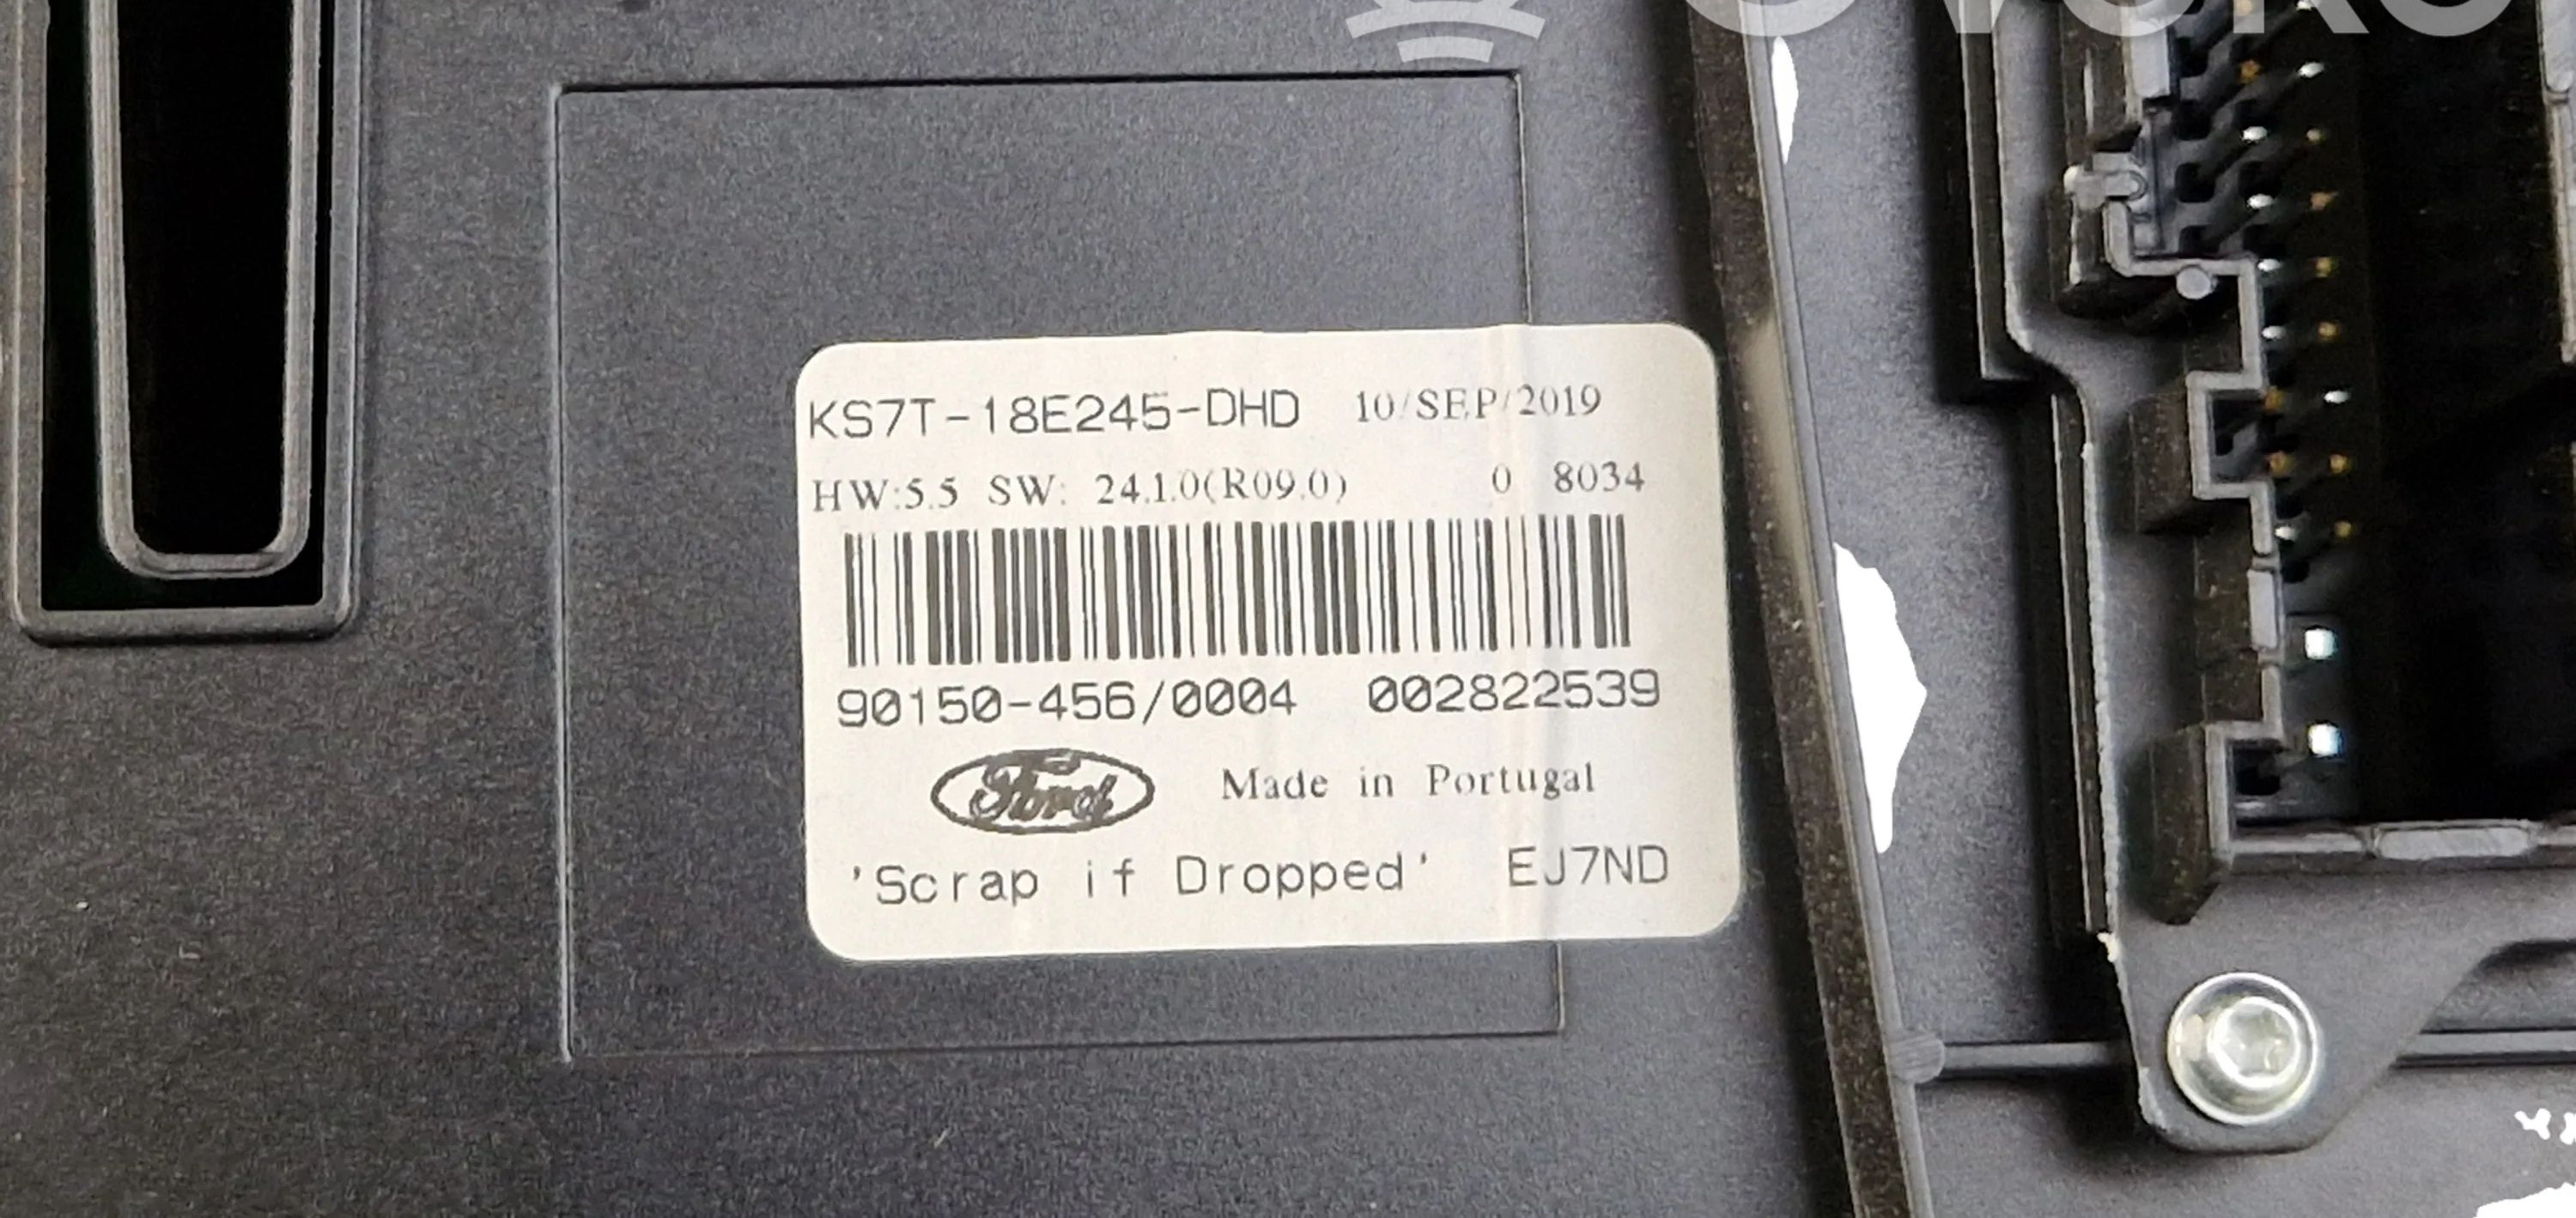 KS7T-18E245-DHD 10/SEP/2019
HW:5.5 SW: 24.1.0(R09.0) 0 8034
90150-456/0004 002822539
Ford Made in Portugal
'Scrap if Dropped' EJ7ND